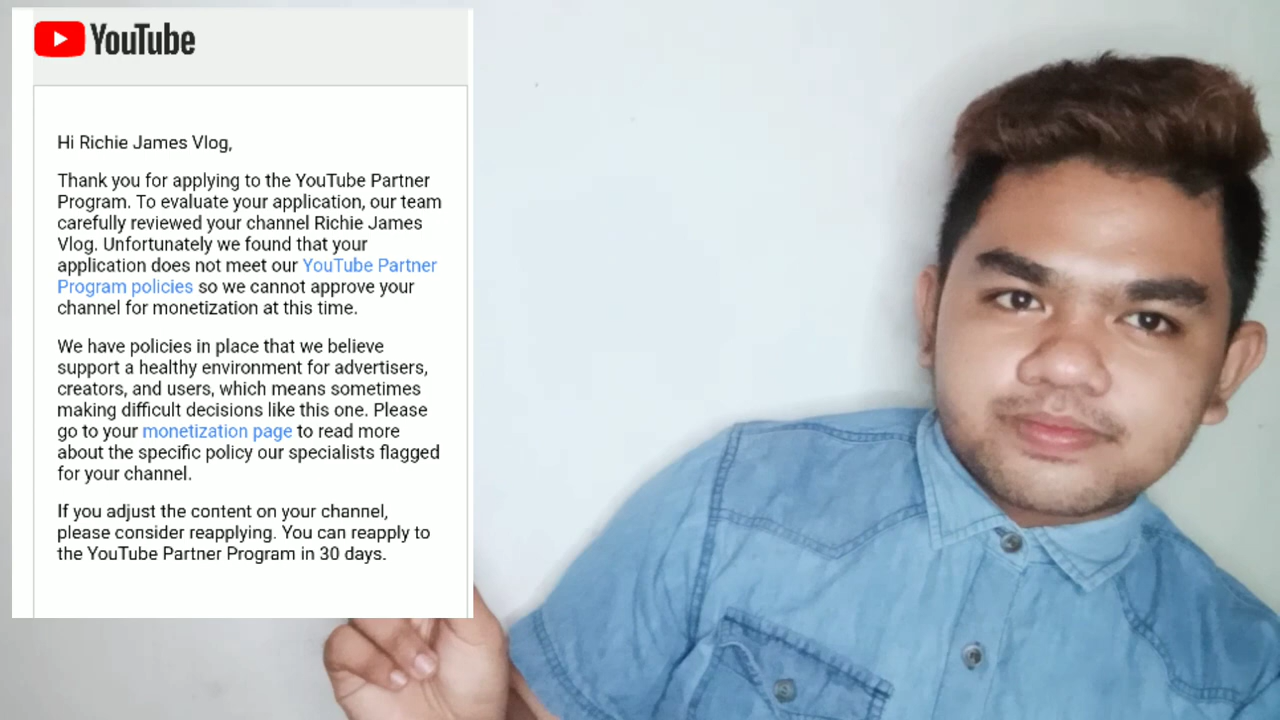 YouTube
Hi Richie James Vlog,
Thank you for applying to the YouTube Partner
Program. To evaluate your application, our team
carefully reviewed your channel Richie James
Vlog. Unfortunately we found that your
application does not meet our YouTube Partner
Program policies so we cannot approve your
channel for monetization at this time.
We have policies in place that we believe
support a healthy environment for advertisers,
creators, and users, which means sometimes
making difficult decisions like this one. Please
go to your monetization page to read more
about the specific policy our specialists flagged
for your channel.
If you adjust the content on your channel,
please consider reapplying. You can reapply to
the YouTube Partner Program in 30 days.